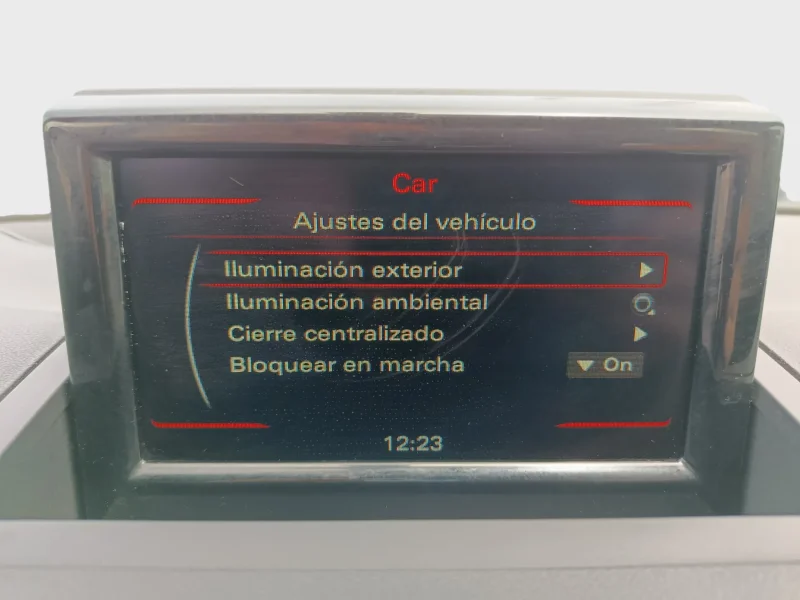 Car
Ajustes del vehículo
Iluminación exterior
Iluminación ambiental
Cierre centralizado
Bloquear en marcha On
12:23